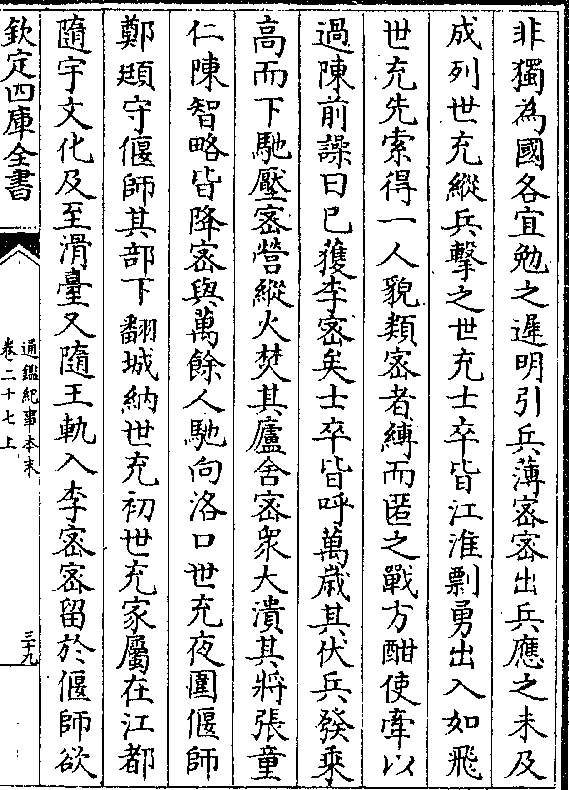 非獨為國各宜勉之遲明引兵薄密密出兵應之未及
成列世充縱兵擊之世充士卒皆江淮剽勇出入如飛
世充先索得一人貌類密者縛而匿之戰方酣使牽以
過陳前譟曰已獲李密矣士卒皆呼萬歲其伏兵發乗
高而下馳壓密營縱火焚其廬舍密衆大潰其將張童
仁陳智略皆降密與萬餘人馳向洛口世充夜圍偃師
鄭頲守偃師其部下翻城納世充初世充家屬在江都
隨宇文化及至滑臺又隨王軌入李密密留於偃師欲
欽定四庫全書
通鑑紀事本末
卷二十七上
三十九